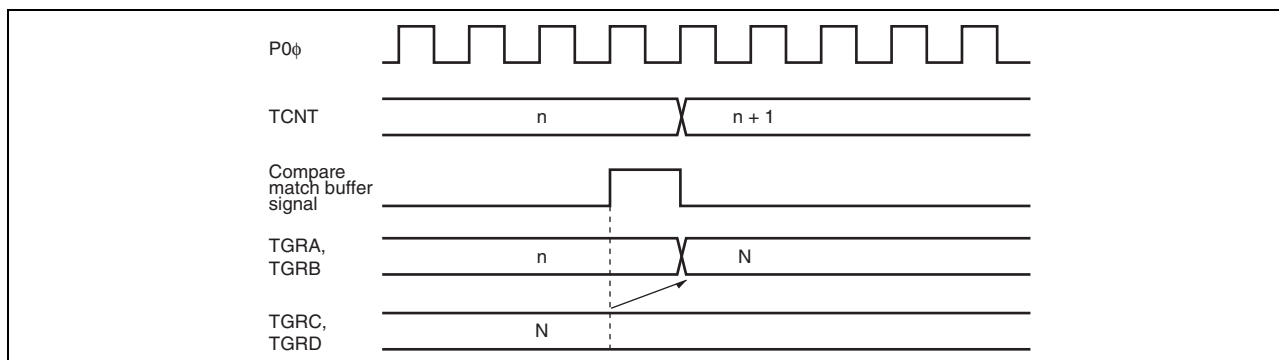 P0ϕ
TCNT
n
n + 1
Compare
match buffer
signal
TGRA,
TGRB
n
N
TGRC,
TGRD
N